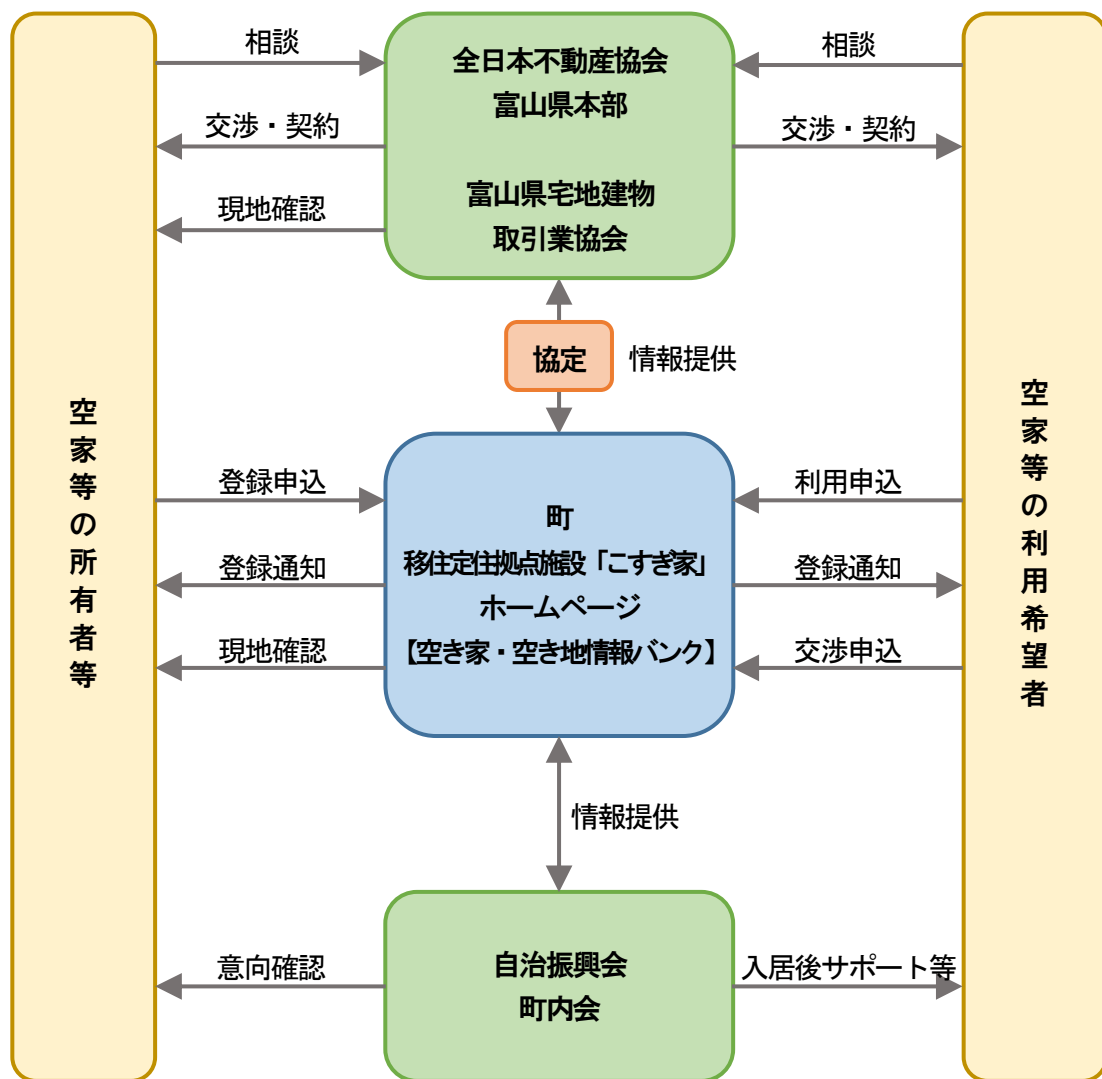 相談
全日本不動産協会
富山県本部
相談
交渉・契約
交渉・契約
富山県宅地建物
取引業協会
現地確認
協定
情報提供
空家等の所有者等
空家等の利用希望者
登録申込
利用申込
町
移住定住拠点施設「こすぎ家」
ホームページ
【空き家・空き地情報バンク】
登録通知
登録通知
現地確認
交渉申込
情報提供
意向確認
自治振興会
町内会
入居後サポート等